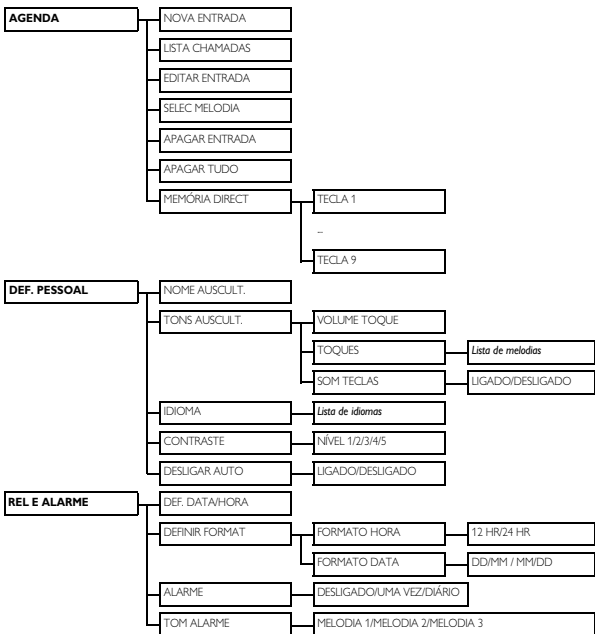 AGENDA
NOVA ENTRADA
LISTA CHAMADAS
EDITAR ENTRADA
SELEC MELODIA
APAGAR ENTRADA
APAGAR TUDO
MEMÓRIA DIRECT
TECLA 1
...
TECLA 9
DEF. PESSOAL
NOME AUSCULT.
TONS AUSCULT.
VOLUME TOQUE
TOQUES
Lista de melodias
SOM TECLAS
LIGADO/DESLIGADO
IDIOMA
Lista de idiomas
CONTRASTE
NÍVEL 1/2/3/4/5
DESLIGAR AUTO
LIGADO/DESLIGADO
REL E ALARME
DEF. DATA/HORA
DEFINIR FORMAT
FORMATO HORA
12 HR/24 HR
FORMATO DATA
DD/MM / MM/DD
ALARME
DESLIGADO/UMA VEZ/DIÁRIO
TOM ALARME
MELODIA 1/MELODIA 2/MELODIA 3